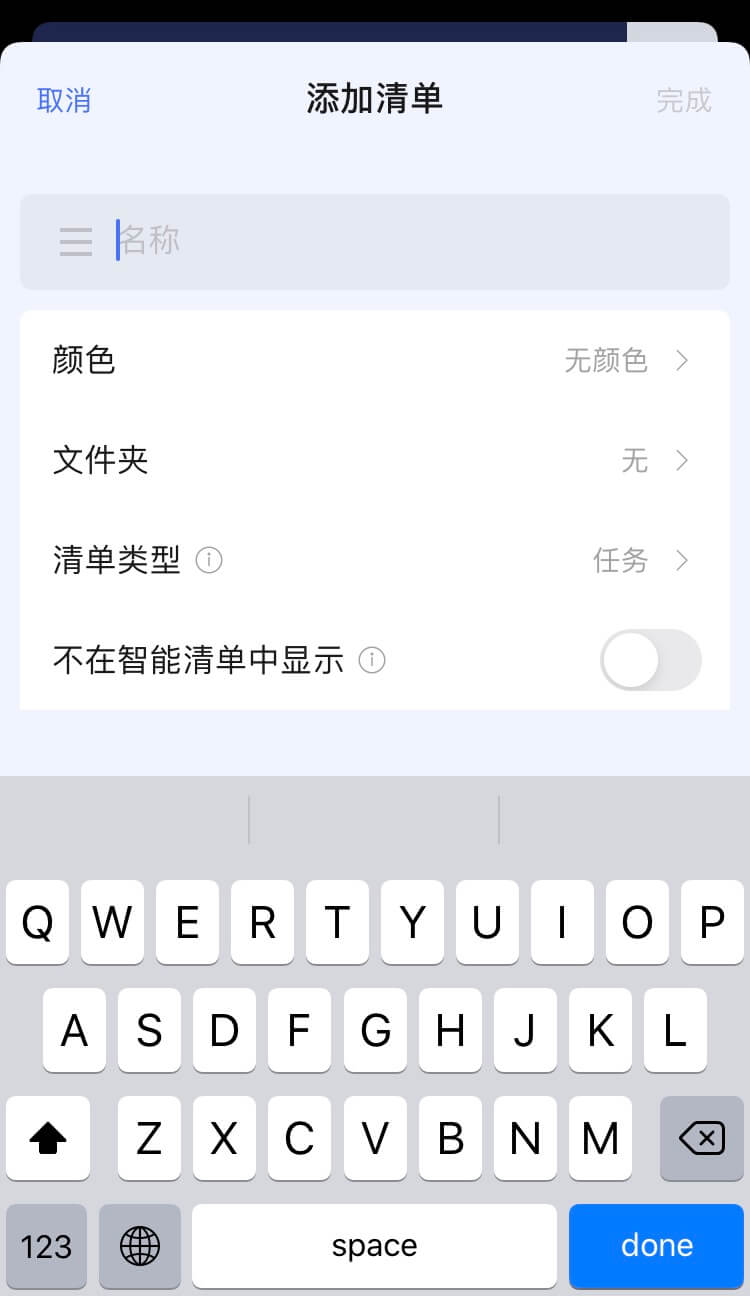 取消 添加清单 完成
名称
颜色 无颜色
文件夹 无
清单类型 任务
不在智能清单中显示
Q W E R T Y U I O P
A S D F G H J K L
Z X C V B N M
123 space done